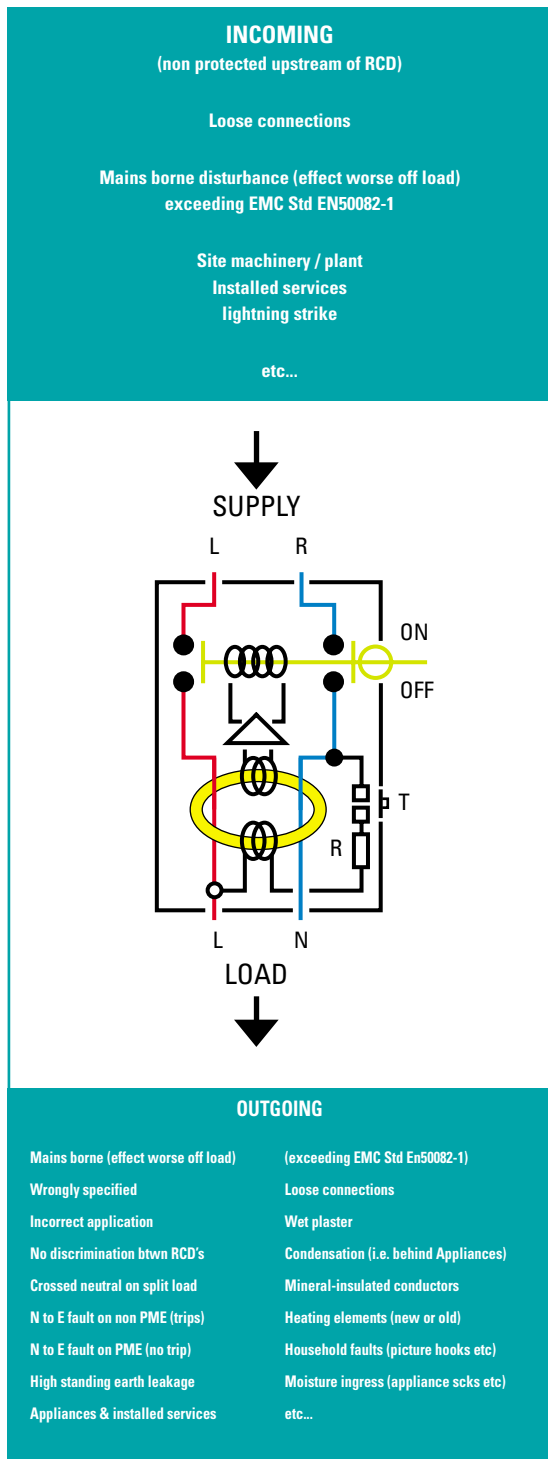 INCOMING
(non protected upstream of RCD)
Loose connections
Mains borne disturbance (effect worse off load)
exceeding EMC Std EN50082-1
Site machinery / plant
Installed services
lightning strike
etc...
SUPPLY
L R
ON
OFF
T
R
L N
LOAD
OUTGOING
Mains borne (effect worse off load) (exceeding EMC Std En50082-1)
Wrongly specified Loose connections
Incorrect application Wet plaster
No discrimination btwn RCD's Condensation (i.e. behind Appliances)
Crossed neutral on split load Mineral-insulated conductors
N to E fault on non PME (trips) Heating elements (new or old)
N to E fault on PME (no trip) Household faults (picture hooks etc)
High standing earth leakage Moisture ingress (appliance scks etc)
Appliances & installed services etc...